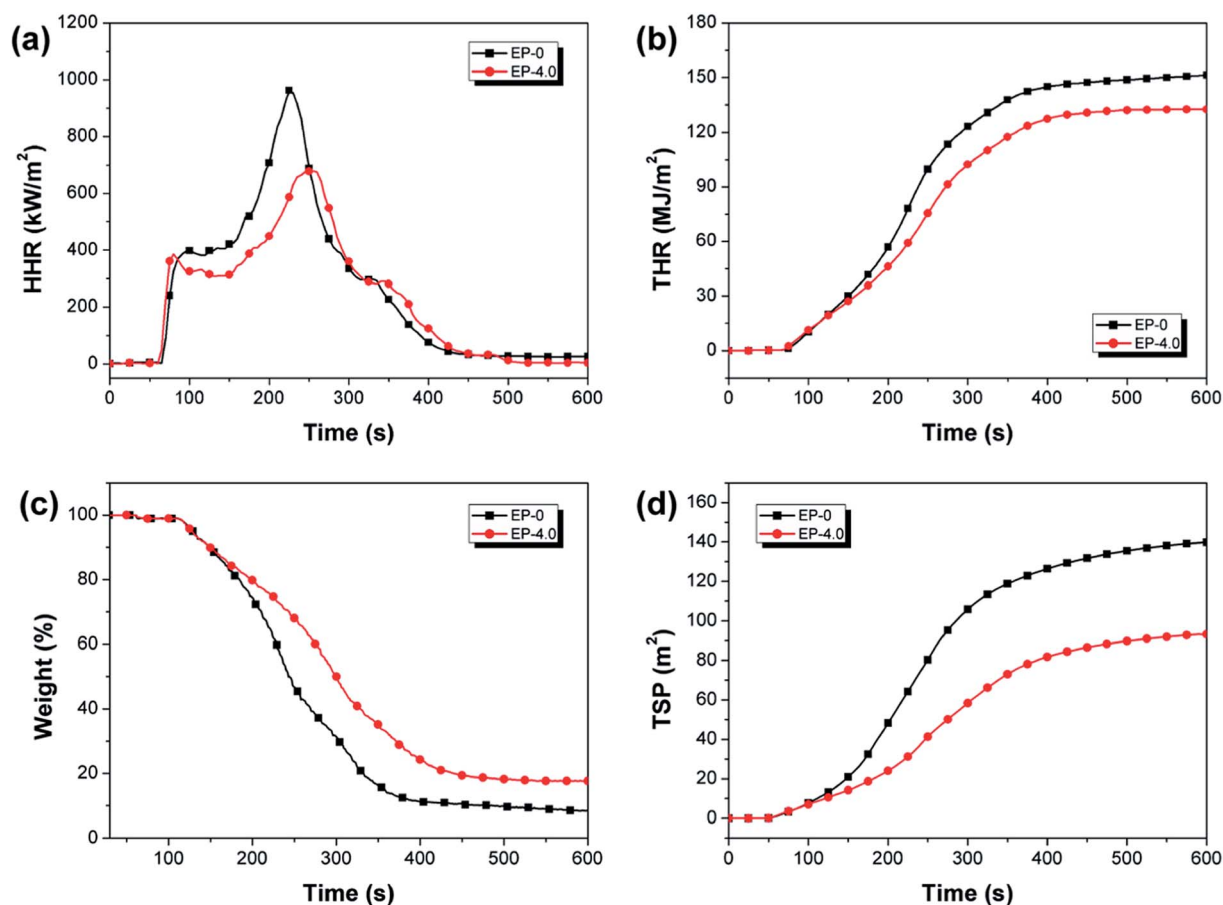 (a)
1200
1000
800
600
400
200
0
HHR (kW/m²)
EP-0
EP-4.0
0 100 200 300 400 500 600
Time (s)
(b)
180
150
120
90
60
30
0
THR (MJ/m²)
EP-0
EP-4.0
0 100 200 300 400 500 600
Time (s)
(c)
100
80
60
40
20
0
Weight (%)
EP-0
EP-4.0
100 200 300 400 500 600
Time (s)
(d)
160
140
120
100
80
60
40
20
0
TSP (m²)
EP-0
EP-4.0
0 100 200 300 400 500 600
Time (s)